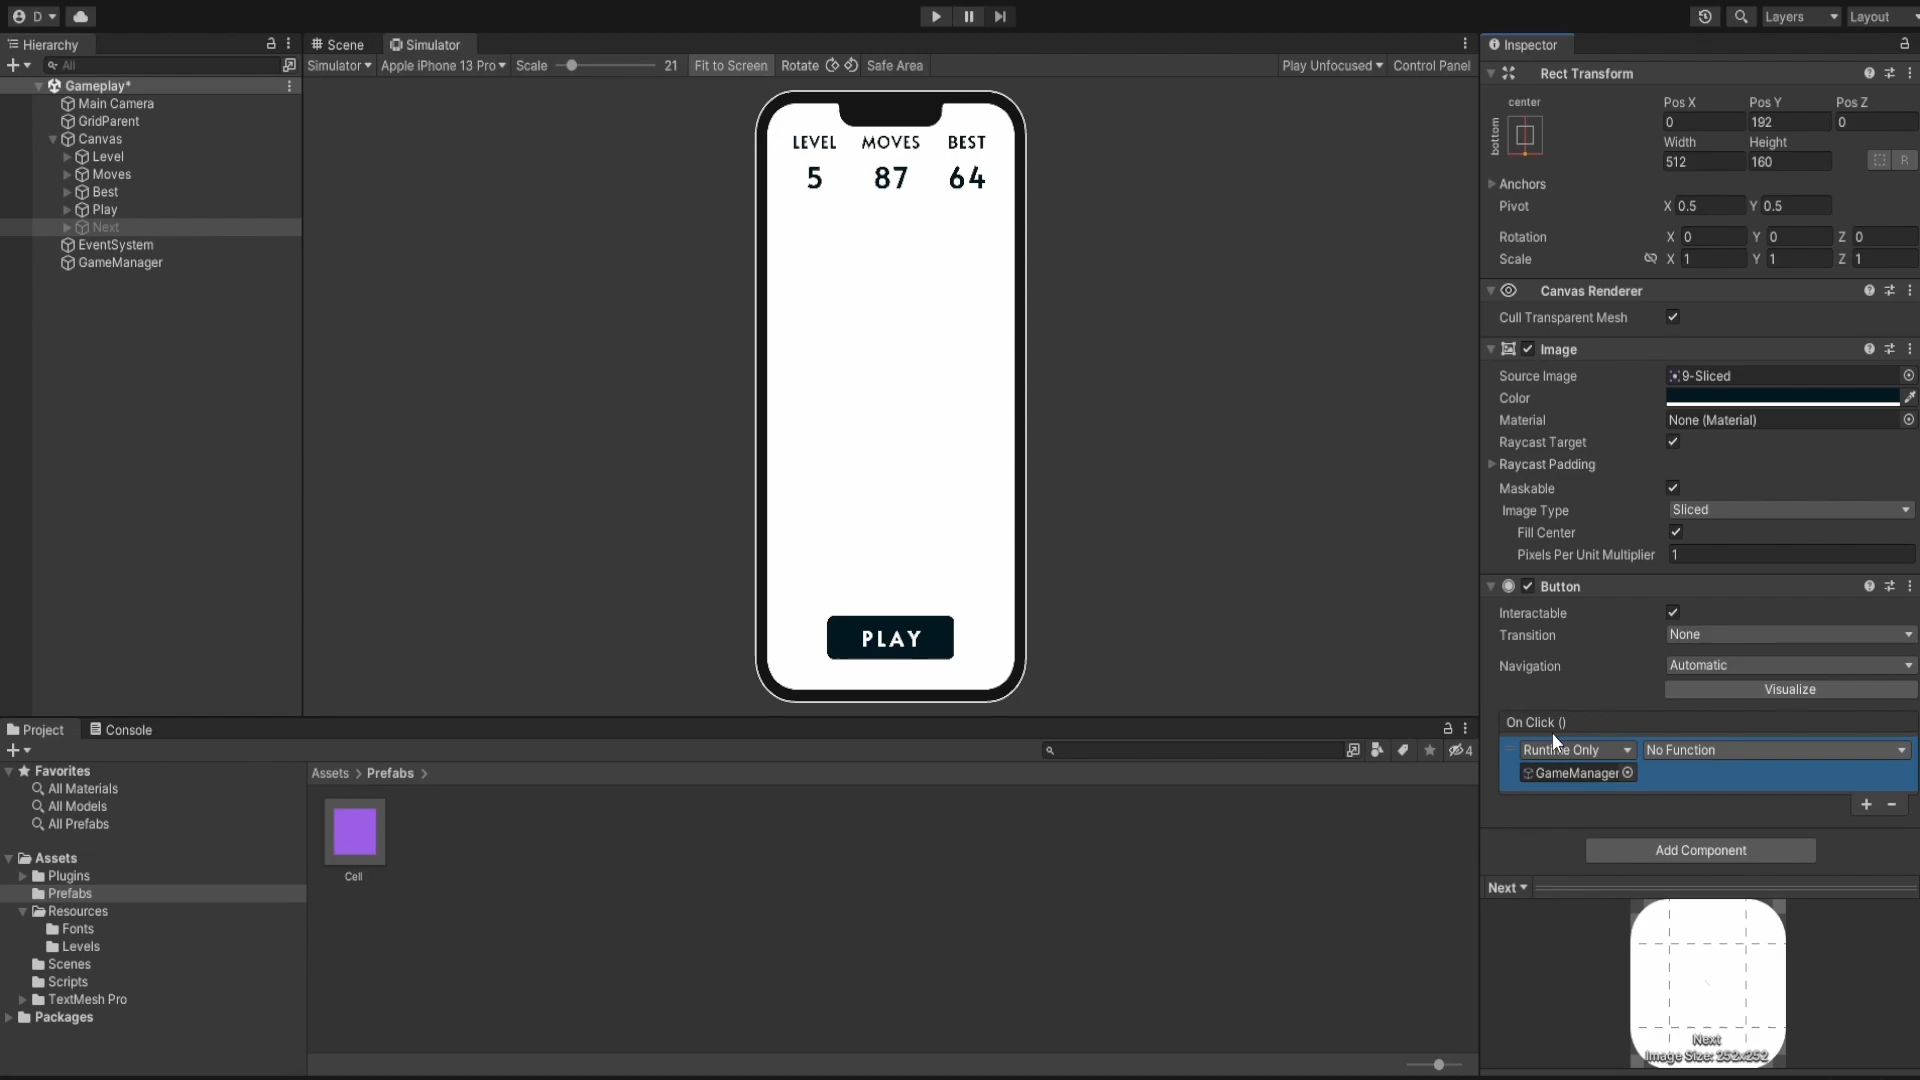 D
Layers
Layout
Hierarchy
All
Gameplay*
Main Camera
GridParent
Canvas
Level
Moves
Best
Play
Next
EventSystem
GameManager
Scene
Simulator
Simulator
Apple iPhone 13 Pro
Scale
21
Fit to Screen
Rotate
Safe Area
Play Unfocused
Control Panel
LEVEL MOVES BEST
5 87 64
PLAY
Inspector
Rect Transform
center
bottom
Pos X Pos Y Pos Z
0 192 0
Width Height
512 160
R
Anchors
Pivot X 0.5 Y 0.5
Rotation X 0 Y 0 Z 0
Scale X 1 Y 1 Z 1
Canvas Renderer
Cull Transparent Mesh
Image
Source Image 9-Sliced
Color
Material None (Material)
Raycast Target
Raycast Padding
Maskable
Image Type Sliced
Fill Center
Pixels Per Unit Multiplier 1
Button
Interactable
Transition None
Navigation Automatic
Visualize
On Click ()
Runtime Only No Function
GameManager
Add Component
Next
Next
Image Size: 252x252
Project
Console
4
Favorites
All Materials
All Models
All Prefabs
Assets
Plugins
Prefabs
Resources
Fonts
Levels
Scenes
Scripts
TextMesh Pro
Packages
Assets > Prefabs >
Cell